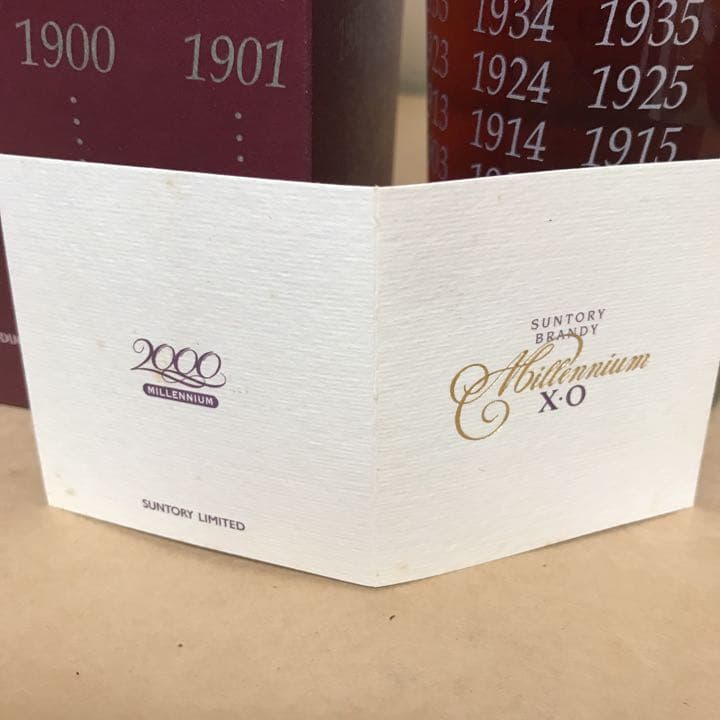 1900 1901
1934 1935
1924 1925
1914 1915
2000
MILLENNIUM
SUNTORY LIMITED
SUNTORY
BRANDY
Millennium
X·O